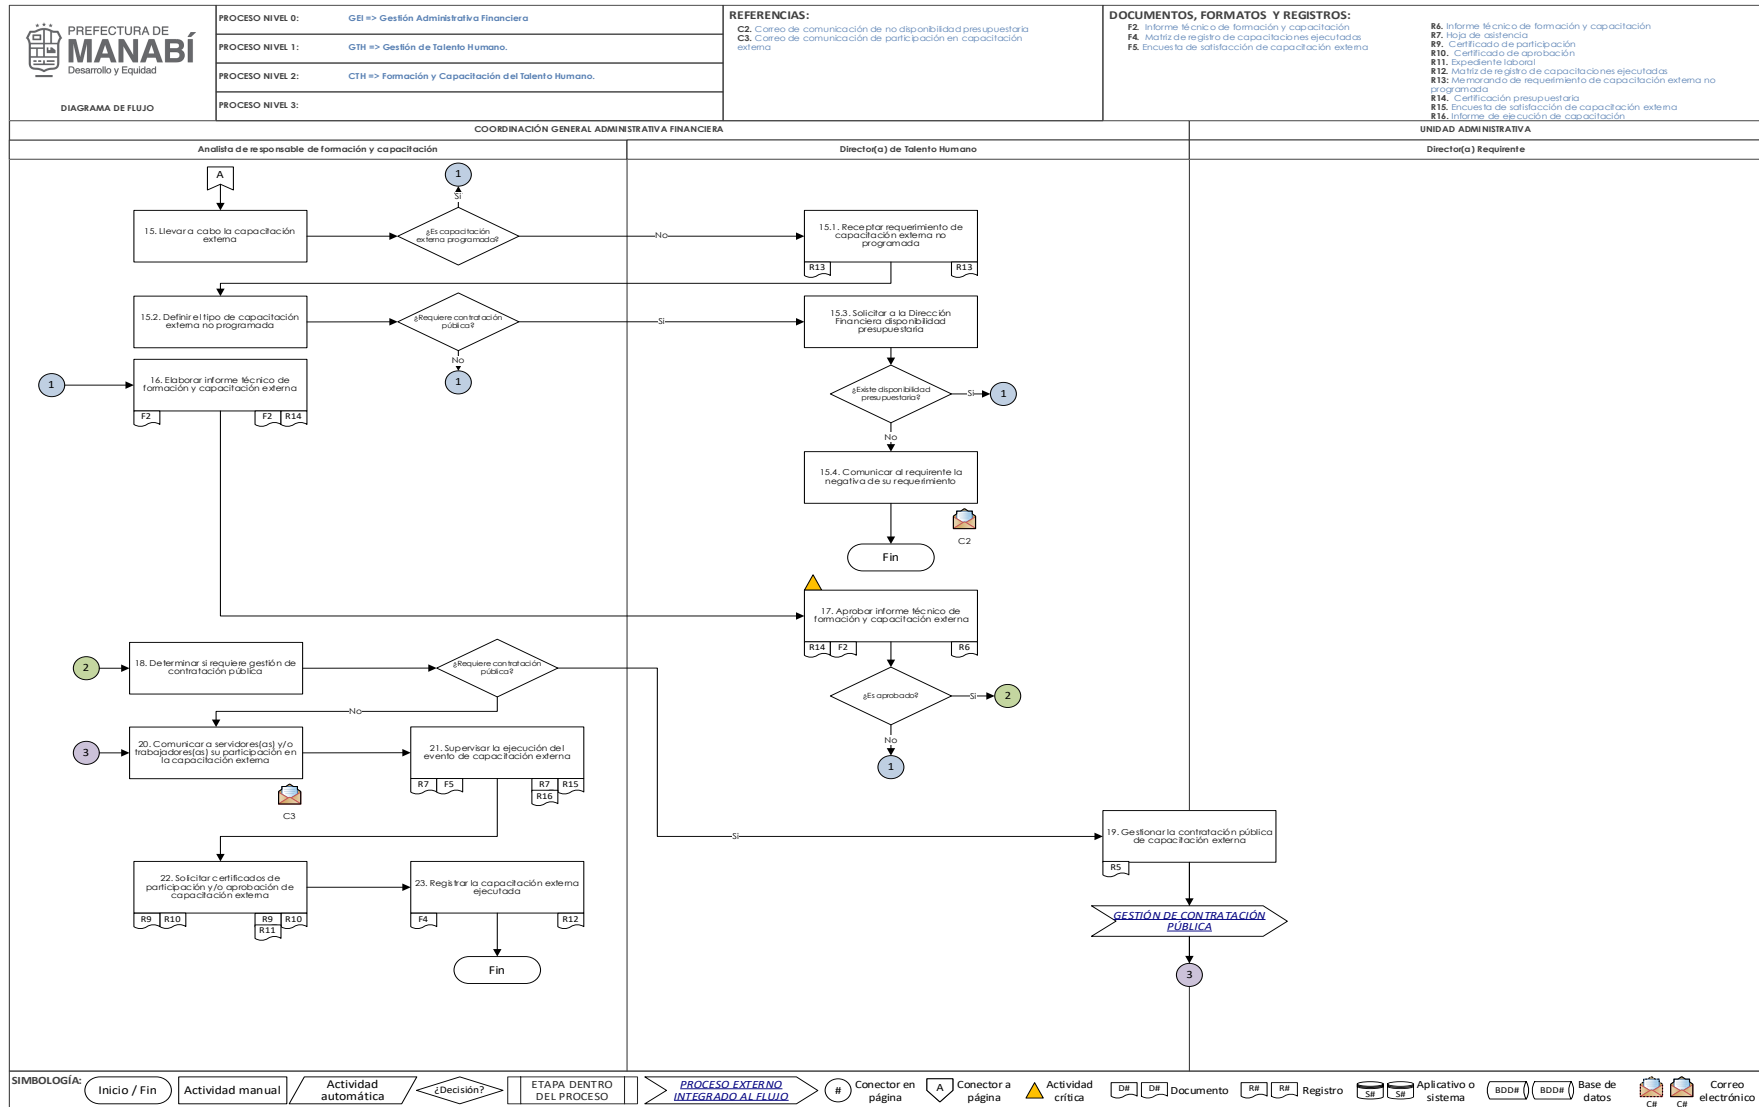 PREFECTURA DE
MANABÍ
Desarrollo y Equidad
DIAGRAMA DE FLUJO
PROCESO NIVEL 0: GEI => Gestión Administrativa Financiera
PROCESO NIVEL 1: GTH => Gestión de Talento Humano.
PROCESO NIVEL 2: CTH => Formación y Capacitación del Talento Humano.
PROCESO NIVEL 3:
REFERENCIAS:
C2. Correo de comunicación de no disponibilidad presupuestaria
C3. Correo de comunicación de participación en capacitación
externa
DOCUMENTOS, FORMATOS Y REGISTROS:
F2. Informe técnico de formación y capacitación
F4. Matriz de registro de capacitaciones ejecutadas
F5. Encuesta de satisfacción de capacitación externa
R6. Informe técnico de formación y capacitación
R7. Hoja de asistencia
R9. Certificado de participación
R10. Certificado de aprobación
R11. Expediente laboral
R12. Matriz de registro de capacitaciones ejecutadas
R13: Memorando de requerimiento de capacitación externa no
programada
R14. Certificación presupuestaria
R15. Encuesta de satisfacción de capacitación externa
R16. Informe de ejecución de capacitación
COORDINACIÓN GENERAL ADMINISTRATIVA FINANCIERA
UNIDAD ADMINISTRATIVA
Analista de responsable de formación y capacitación
Director(a) de Talento Humano
Director(a) Requirente
A
1
Si
15. Llevar a cabo la capacitación
externa
¿Es capacitación
externa programada?
No
15.1. Receptar requerimiento de
capacitación externa no
programada
R13
R13
15.2. Definir el tipo de capacitación
externa no programada
¿Requiere contratación
pública?
Si
15.3. Solicitar a la Dirección
Financiera disponibilidad
presupuestaria
No
1
1
16. Elaborar informe técnico de
formación y capacitación externa
F2
F2 R14
¿Existe disponibilidad
presupuestaria?
Si
1
No
15.4. Comunicar al requirente la
negativa de su requerimiento
C2
Fin
17. Aprobar informe técnico de
formación y capacitación externa
R14 F2
R6
2
18. Determinar si requiere gestión de
contratación pública
¿Requiere contratación
pública?
¿Es aprobado?
Si
2
No
No
1
3
20. Comunicar a servidores(as) y/o
trabajadores(as) su participación en
la capacitación externa
C3
21. Supervisar la ejecución del
evento de capacitación externa
R7 F5
R7 R15
R16
Si
19. Gestionar la contratación pública
de capacitación externa
R5
22. Solicitar certificados de
participación y/o aprobación de
capacitación externa
R9 R10
R9 R10
R11
23. Registrar la capacitación externa
ejecutada
F4
R12
GESTIÓN DE CONTRATACIÓN
PÚBLICA
Fin
3
SIMBOLOGÍA:
Inicio / Fin
Actividad manual
Actividad
automática
¿Decisión?
ETAPA DENTRO
DEL PROCESO
PROCESO EXTERNO
INTEGRADO AL FLUJO
#
Conector en
página
A
Conector a
página
Actividad
crítica
D# D# Documento
R# R# Registro
S# S#
Aplicativo o
sistema
BDD# BDD#
Base de
datos
C# C#
Correo
electrónico